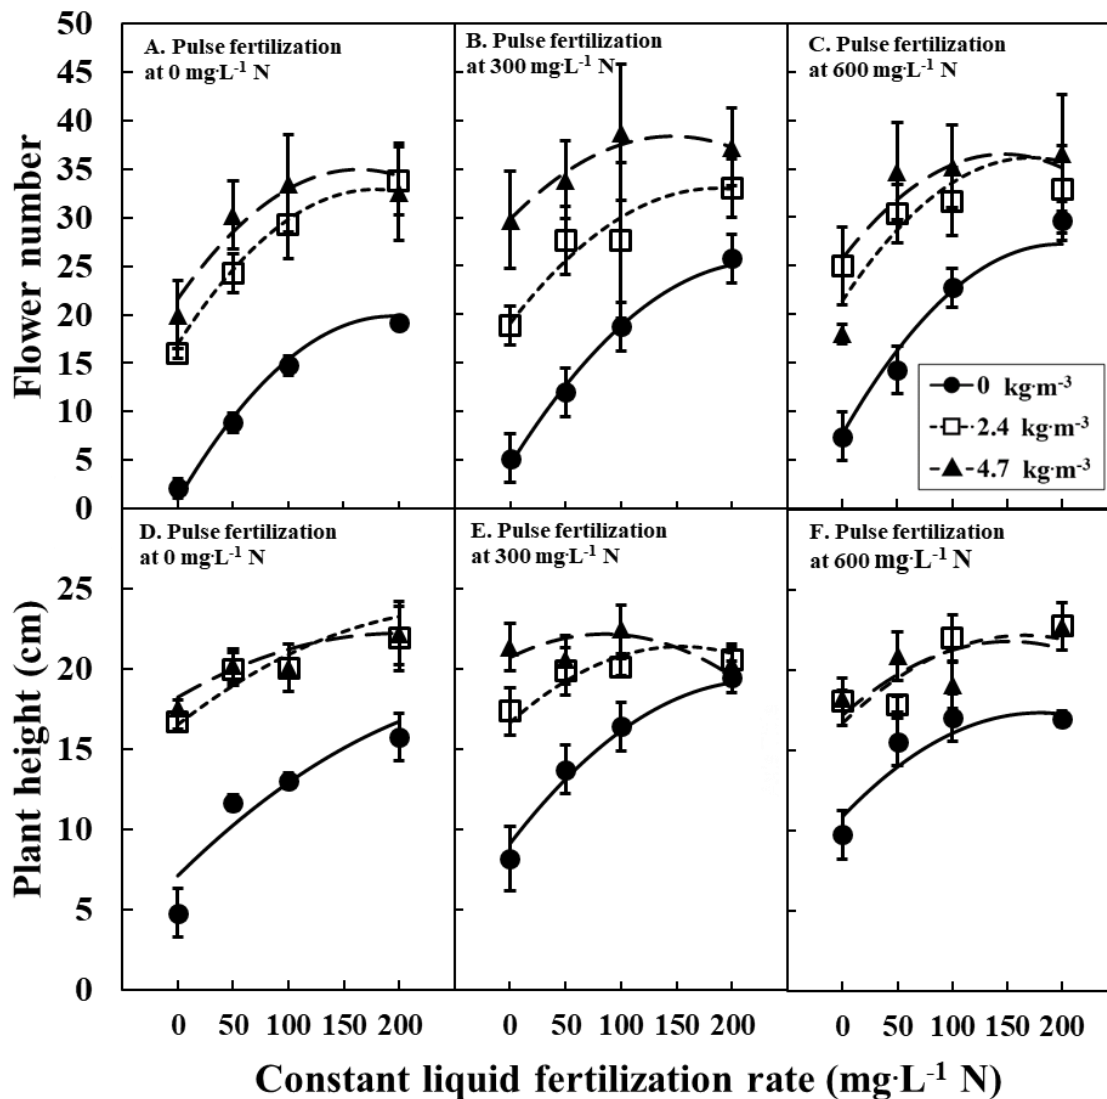 Flower number
50
45
40
35
30
25
20
15
10
5
0
A. Pulse fertilization
at 0 mg·L⁻¹ N
B. Pulse fertilization
at 300 mg·L⁻¹ N
C. Pulse fertilization
at 600 mg·L⁻¹ N
0 kg·m⁻³
2.4 kg·m⁻³
4.7 kg·m⁻³
Plant height (cm)
25
20
15
10
5
0
D. Pulse fertilization
at 0 mg·L⁻¹ N
E. Pulse fertilization
at 300 mg·L⁻¹ N
F. Pulse fertilization
at 600 mg·L⁻¹ N
0 50 100 150 200 0 50 100 150 200 0 50 100 150 200
Constant liquid fertilization rate (mg·L⁻¹ N)